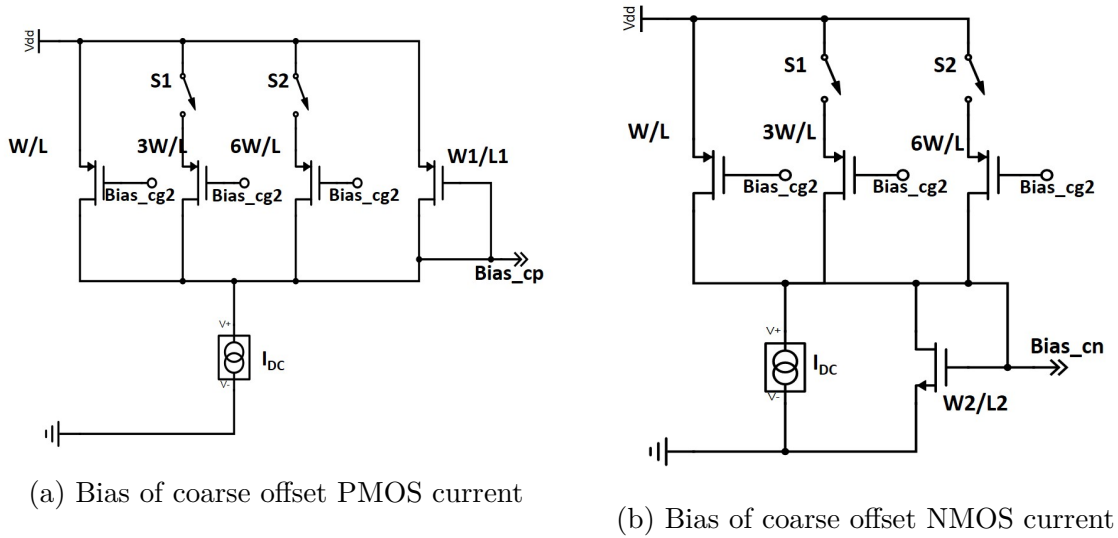 Vdd
S1
S2
W/L
3W/L
6W/L
W1/L1
Bias_cg2
Bias_cg2
Bias_cg2
Bias_cp
V+
I_DC
V-
(a) Bias of coarse offset PMOS current
Vdd
S1
S2
W/L
3W/L
6W/L
Bias_cg2
Bias_cg2
Bias_cg2
V+
I_DC
V-
Bias_cn
W2/L2
(b) Bias of coarse offset NMOS current